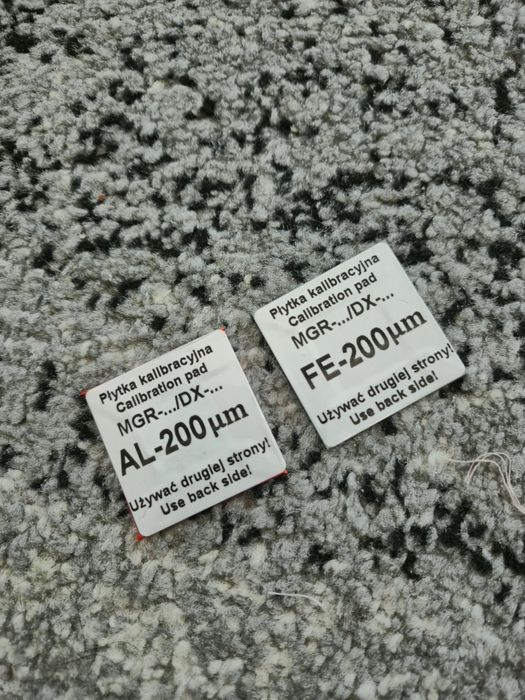 Płytka kalibracyjna
Calibration pad
MGR-.../DX-...
AL-200µm
Używać drugiej strony!
Use back side!
Płytka kalibracyjna
Calibration pad
MGR-.../DX-...
FE-200µm
Używać drugiej strony!
Use back side!